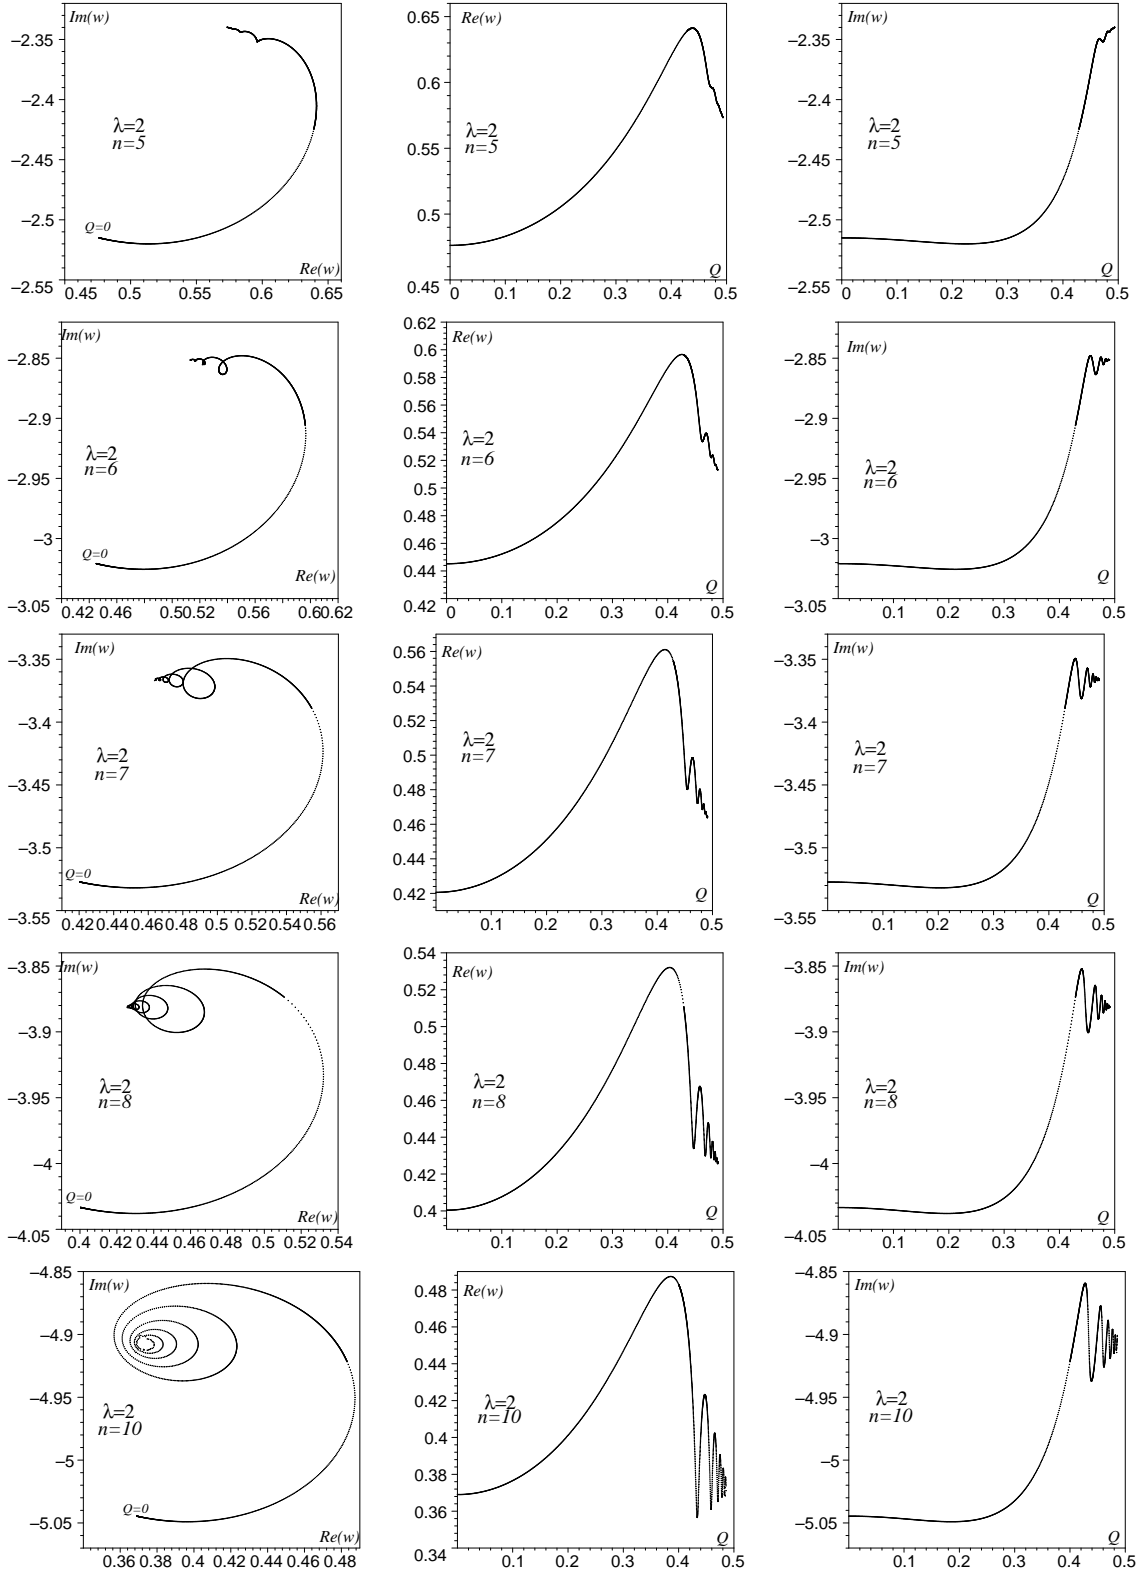 Im(w)
−2.35
−2.4
−2.45
−2.5
−2.55
λ=2
n=5
Q=0
Re(w)
0.45 0.5 0.55 0.6 0.65
Re(w)
0.65
0.6
0.55
0.5
0.45
λ=2
n=5
Q
0 0.1 0.2 0.3 0.4 0.5
Im(w)
−2.35
−2.4
−2.45
−2.5
−2.55
λ=2
n=5
Q
0 0.1 0.2 0.3 0.4 0.5
Im(w)
−2.85
−2.9
−2.95
−3
−3.05
λ=2
n=6
Q=0
Re(w)
0.42 0.46 0.50 0.52 0.56 0.60 0.62
Re(w)
0.62
0.6
0.58
0.56
0.54
0.52
0.5
0.48
0.46
0.44
0.42
λ=2
n=6
Q
0 0.1 0.2 0.3 0.4 0.5
Im(w)
−2.85
−2.9
−2.95
−3
−3.05
λ=2
n=6
Q
0.1 0.2 0.3 0.4 0.5
Im(w)
−3.35
−3.4
−3.45
−3.5
−3.55
λ=2
n=7
Q=0
Re(w)
0.42 0.44 0.46 0.48 0.5 0.52 0.54 0.56
Re(w)
0.56
0.54
0.52
0.5
0.48
0.46
0.44
0.42
λ=2
n=7
Q
0.1 0.2 0.3 0.4 0.5
Im(w)
−3.35
−3.4
−3.45
−3.5
−3.55
λ=2
n=7
Q
0.1 0.2 0.3 0.4 0.5
Im(w)
−3.85
−3.9
−3.95
−4
−4.05
λ=2
n=8
Q=0
Re(w)
0.4 0.42 0.44 0.46 0.48 0.5 0.52 0.54
Re(w)
0.54
0.52
0.5
0.48
0.46
0.44
0.42
0.4
λ=2
n=8
Q
0.1 0.2 0.3 0.4 0.5
Im(w)
−3.85
−3.9
−3.95
−4
−4.05
λ=2
n=8
Q
0.1 0.2 0.3 0.4 0.5
Im(w)
−4.85
−4.9
−4.95
−5
−5.05
λ=2
n=10
Q=0
Re(w)
0.36 0.38 0.4 0.42 0.44 0.46 0.48
Re(w)
0.48
0.46
0.44
0.42
0.4
0.38
0.36
0.34
λ=2
n=10
Q
0.1 0.2 0.3 0.4 0.5
Im(w)
−4.85
−4.9
−4.95
−5
−5.05
λ=2
n=10
Q
0.1 0.2 0.3 0.4 0.5